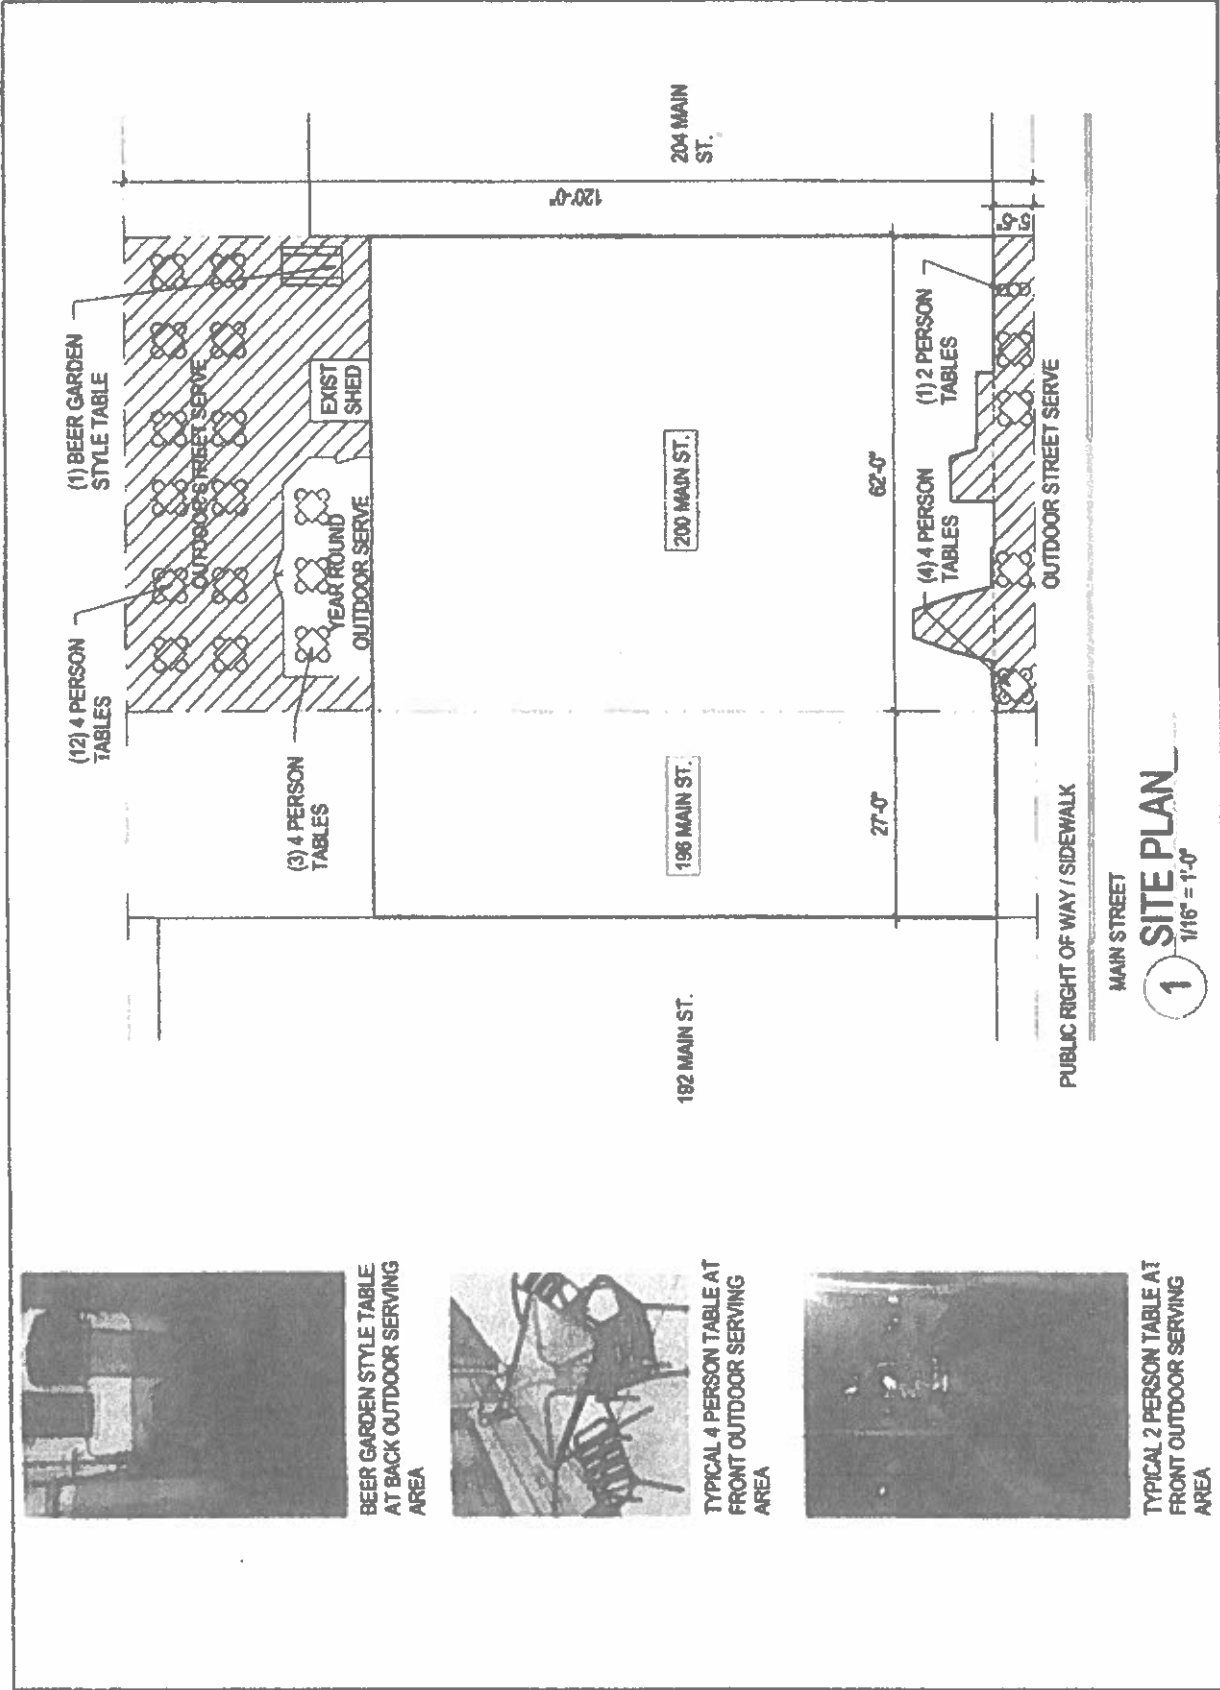 BEER GARDEN STYLE TABLE
AT BACK OUTDOOR SERVING
AREA
TYPICAL 4 PERSON TABLE AT
FRONT OUTDOOR SERVING
AREA
TYPICAL 2 PERSON TABLE AT
FRONT OUTDOOR SERVING
AREA
(12) 4 PERSON
TABLES
(1) BEER GARDEN
STYLE TABLE
OUTDOOR STREET SERVE
EXIST
SHED
(3) 4 PERSON
TABLES
YEAR ROUND
OUTDOOR SERVE
192 MAIN ST.
196 MAIN ST.
200 MAIN ST.
204 MAIN
ST.
120'-0"
27'-0"
62'-0"
5'-5"
(4) 4 PERSON
TABLES
(1) 2 PERSON
TABLES
OUTDOOR STREET SERVE
PUBLIC RIGHT OF WAY / SIDEWALK
MAIN STREET
1 SITE PLAN
1/16" = 1'-0"